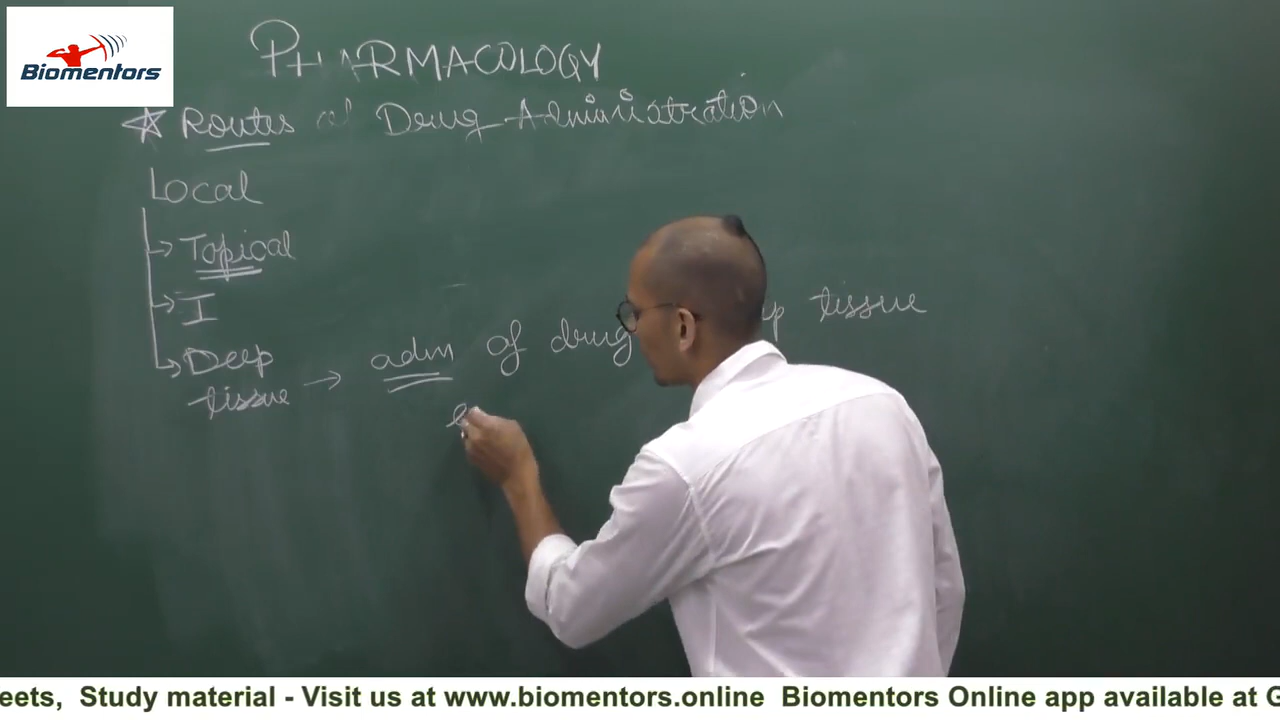 Biomentors
PHARMACOLOGY
Routes of Drug Administration
Local
→ Topical
→ I
→ Deep tissue → adm of drug tissue
eets, Study material - Visit us at www.biomentors.online Biomentors Online app available at G